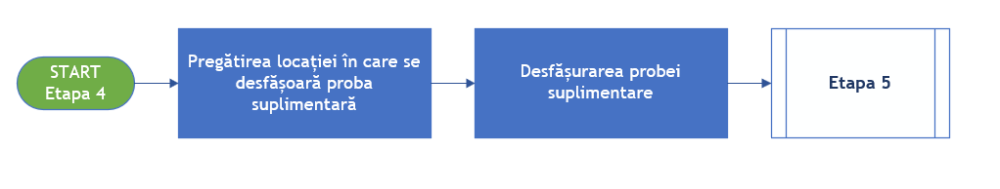 START
Etapa 4
Pregătirea locației în care se
desfășoară proba
suplimentară
Desfășurarea probei
suplimentare
Etapa 5